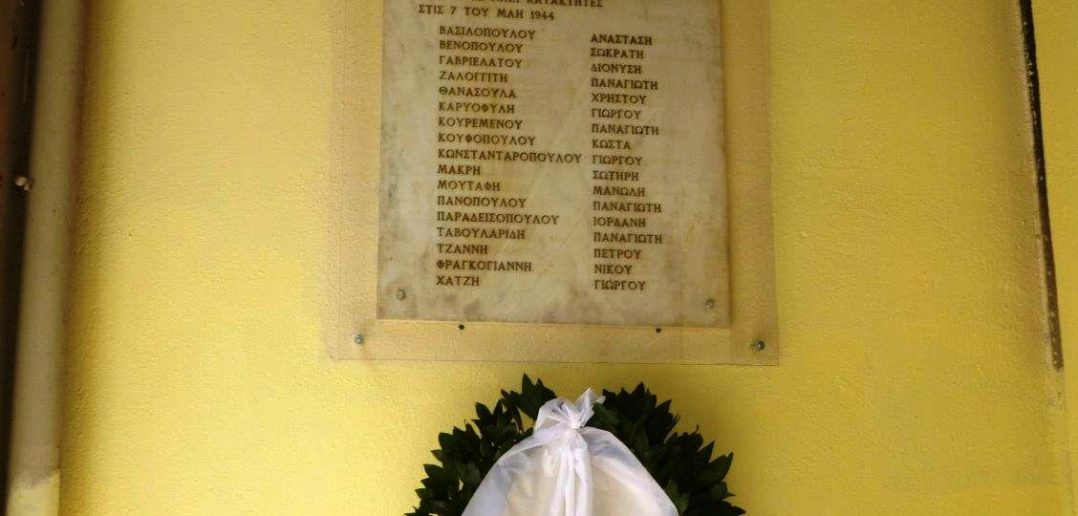 ΚΑΤΑΚΤΗΤΕΣ
ΣΤΙΣ 7 ΤΟΥ ΜΑΗ 1944
ΒΑΣΙΛΟΠΟΥΛΟΥ ΑΝΑΣΤΑΣΗ
ΒΕΝΟΠΟΥΛΟΥ ΣΩΚΡΑΤΗ
ΓΑΒΡΙΕΛΑΤΟΥ ΔΙΟΝΥΣΗ
ΖΑΛΟΓΓΙΤΗ ΠΑΝΑΓΙΩΤΗ
ΘΑΝΑΣΟΥΛΑ ΧΡΗΣΤΟΥ
ΚΑΡΥΟΦΥΛΗ ΓΙΩΡΓΟΥ
ΚΟΥΡΕΜΕΝΟΥ ΠΑΝΑΓΙΩΤΗ
ΚΟΥΦΟΠΟΥΛΟΥ ΚΩΣΤΑ
ΚΩΝΣΤΑΝΤΑΡΟΠΟΥΛΟΥ ΓΙΩΡΓΟΥ
ΜΑΚΡΗ ΣΩΤΗΡΗ
ΜΟΥΤΑΦΗ ΜΑΝΩΛΗ
ΠΑΝΟΠΟΥΛΟΥ ΠΑΝΑΓΙΩΤΗ
ΠΑΡΑΔΕΙΣΟΠΟΥΛΟΥ ΙΟΡΔΑΝΗ
ΤΑΒΟΥΛΑΡΙΔΗ ΠΑΝΑΓΙΩΤΗ
ΤΖΑΝΝΗ ΠΕΤΡΟΥ
ΦΡΑΓΚΟΓΙΑΝΝΗ ΝΙΚΟΥ
ΧΑΤΖΗ ΓΙΩΡΓΟΥ